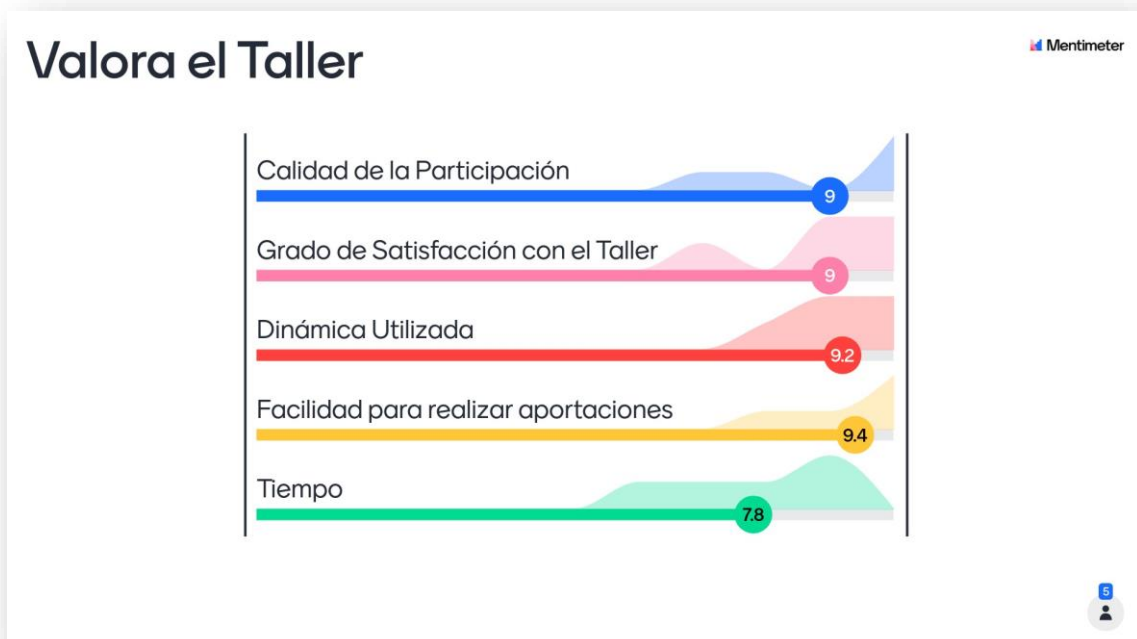 Valora el Taller
Mentimeter
Calidad de la Participación
9
Grado de Satisfacción con el Taller
9
Dinámica Utilizada
9.2
Facilidad para realizar aportaciones
9.4
Tiempo
7.8
5